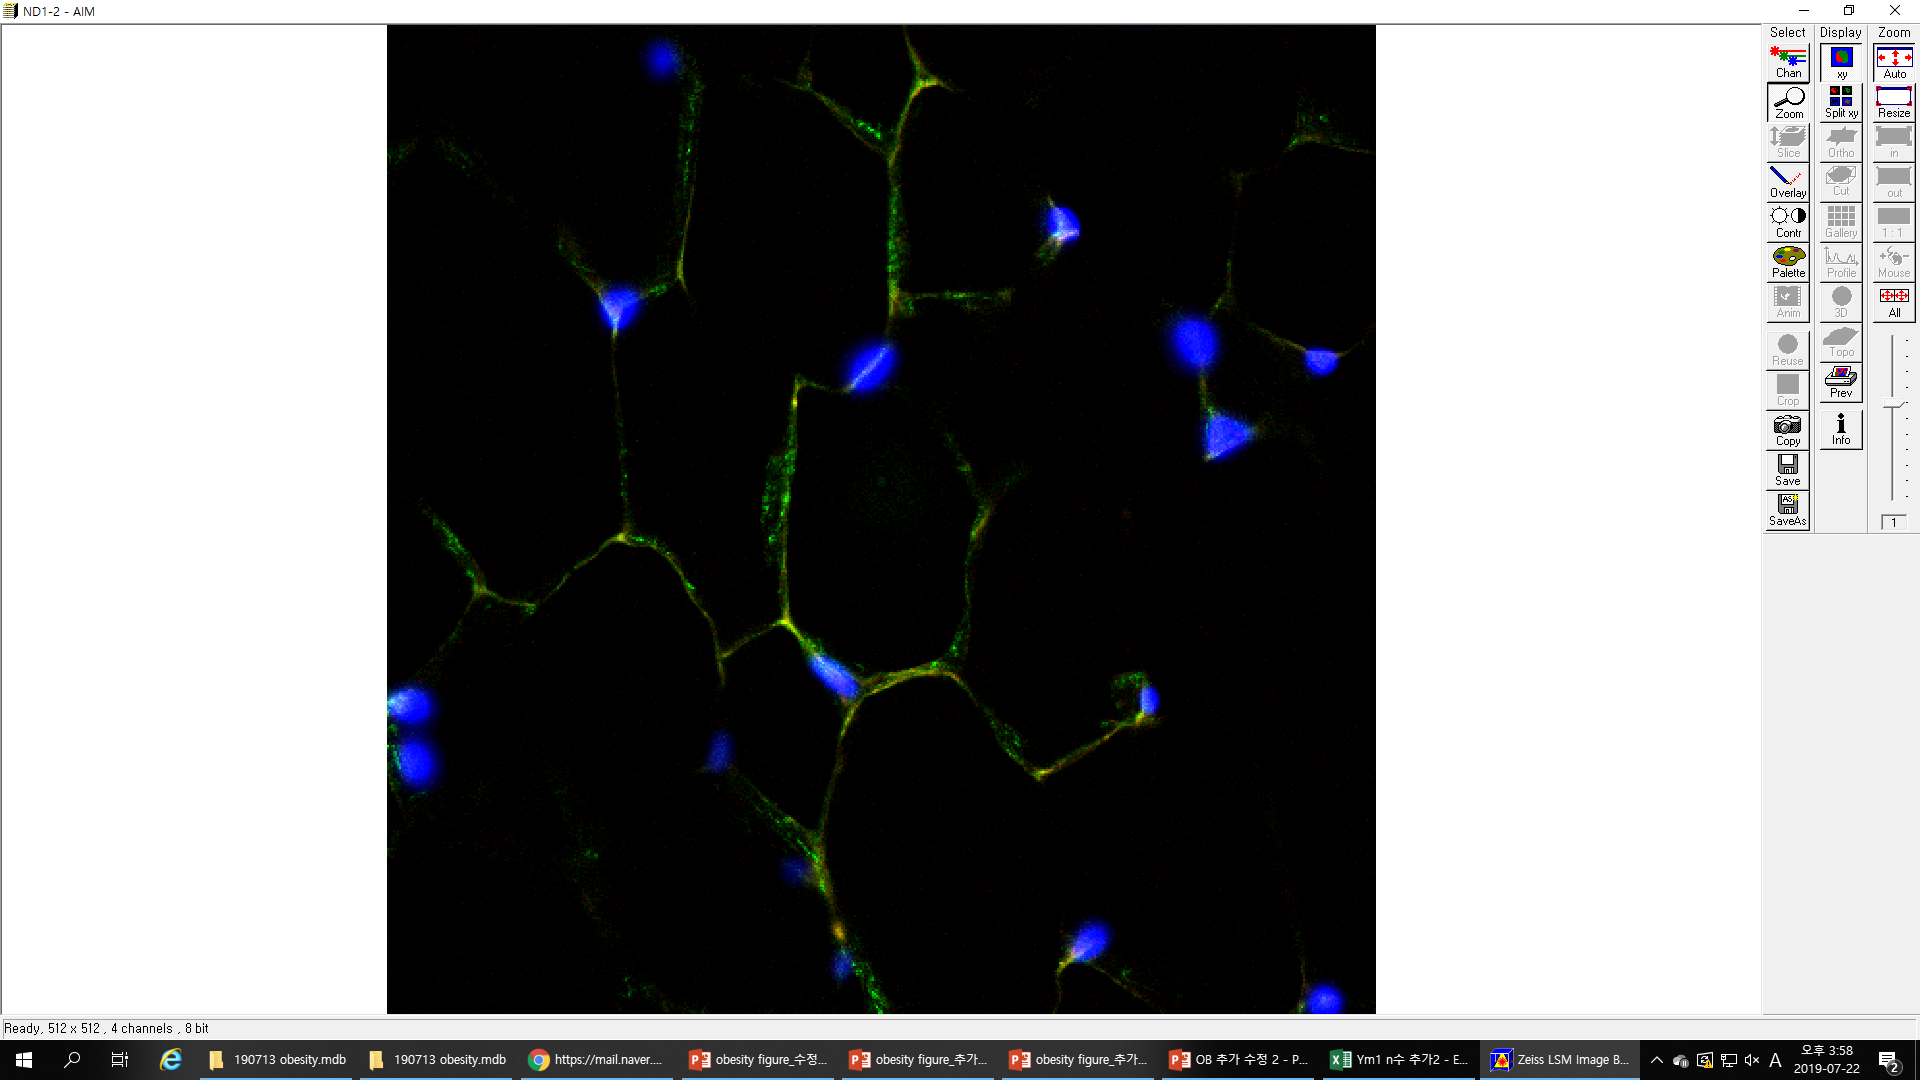 ND1-2 - AIM
Select
Display
Zoom
Chan
xy
Auto
Zoom
Split xy
Resize
Slice
Ortho
in
Overlay
Cut
out
Contr
Gallery
1 : 1
Palette
Profile
Mouse
Anim
3D
All
Reuse
Topo
Crop
Prev
Copy
Info
Save
AS
SaveAs
1
Ready, 512 x 512 , 4 channels , 8 bit
190713 obesity.mdb
190713 obesity.mdb
https://mail.naver....
obesity figure_수정...
obesity figure_추가...
obesity figure_추가...
OB 추가 수정 2 - P...
Ym1 n수 추가2 - E...
Zeiss LSM Image B...
A
오후 3:58
2019-07-22
2